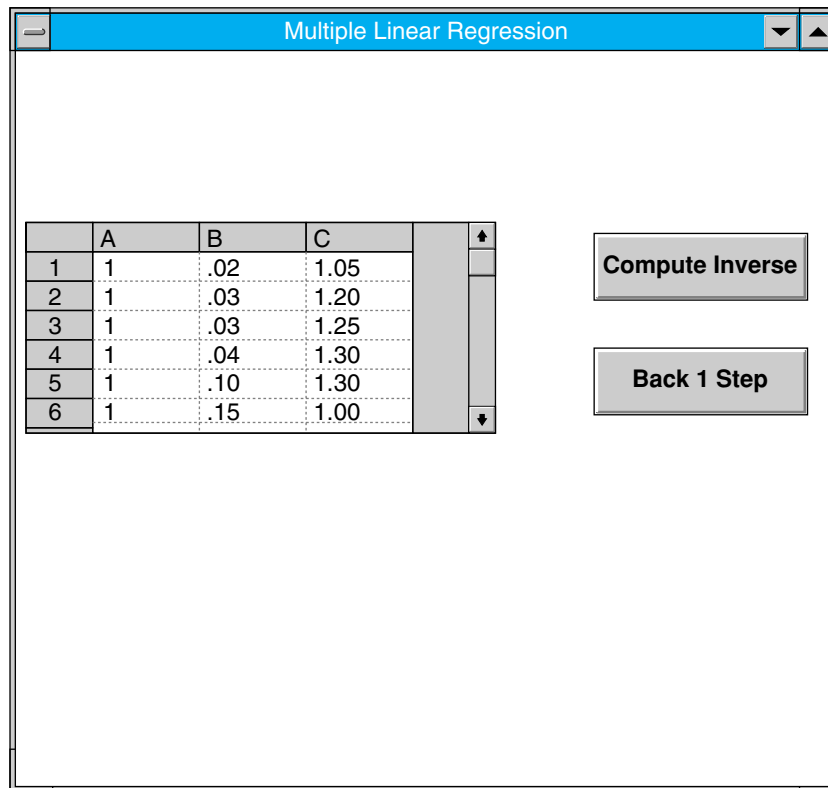 Multiple Linear Regression
A B C
1 1 .02 1.05
2 1 .03 1.20
3 1 .03 1.25
4 1 .04 1.30
5 1 .10 1.30
6 1 .15 1.00
Compute Inverse
Back 1 Step